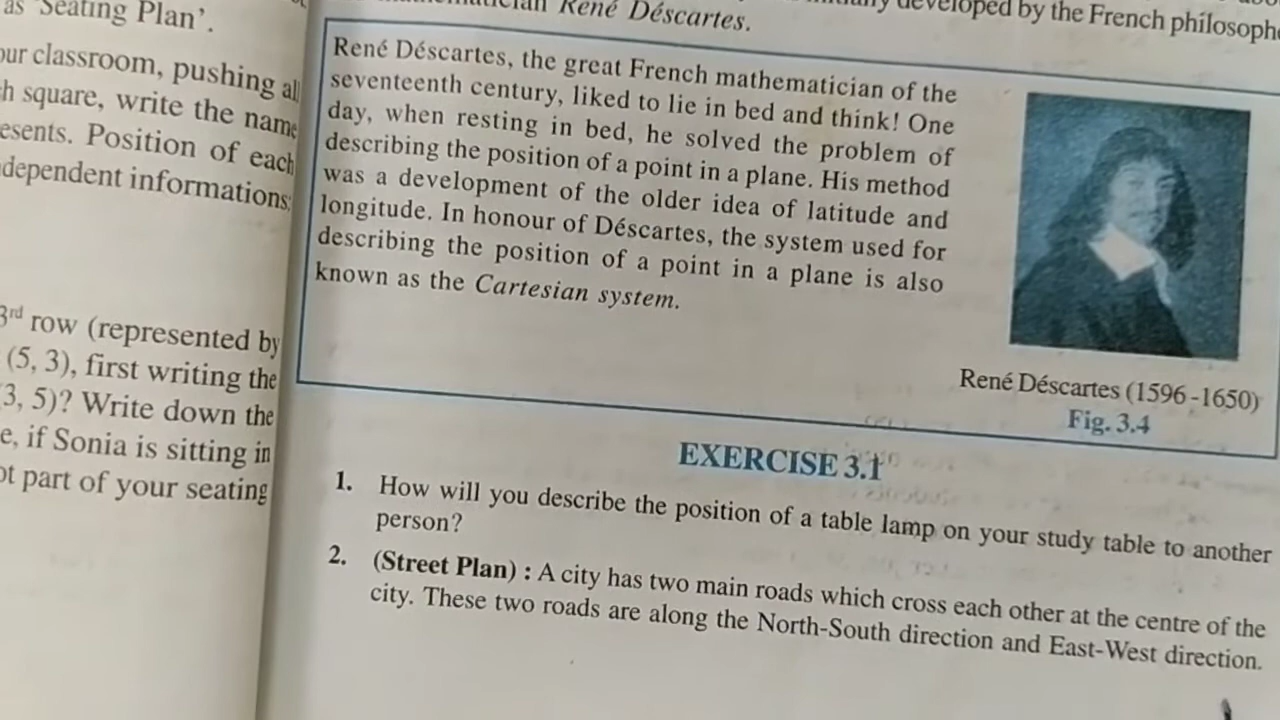 as 'Seating Plan'.
our classroom, pushing all
square, write the name
Position of each
informations:
3rd row (represented by
(5, 3), first writing the
3, 5)? Write down the
if Sonia is sitting in
part of your seating
René Déscartes.
developed by the French
René Déscartes, the great French mathematician of the
seventeenth century, liked to lie in bed and think! One
day, when resting in bed, he solved the problem of
describing the position of a point in a plane. His method
was a development of the older idea of latitude and
longitude. In honour of Déscartes, the system used for
describing the position of a point in a plane is also
known as the Cartesian system.
René Déscartes (1596 -1650)
Fig. 3.4
EXERCISE 3.1
1. How will you describe the position of a table lamp on your study table to another
person?
2. (Street Plan) : A city has two main roads which cross each other at the centre of the
city. These two roads are along the North-South direction and East-West direction.